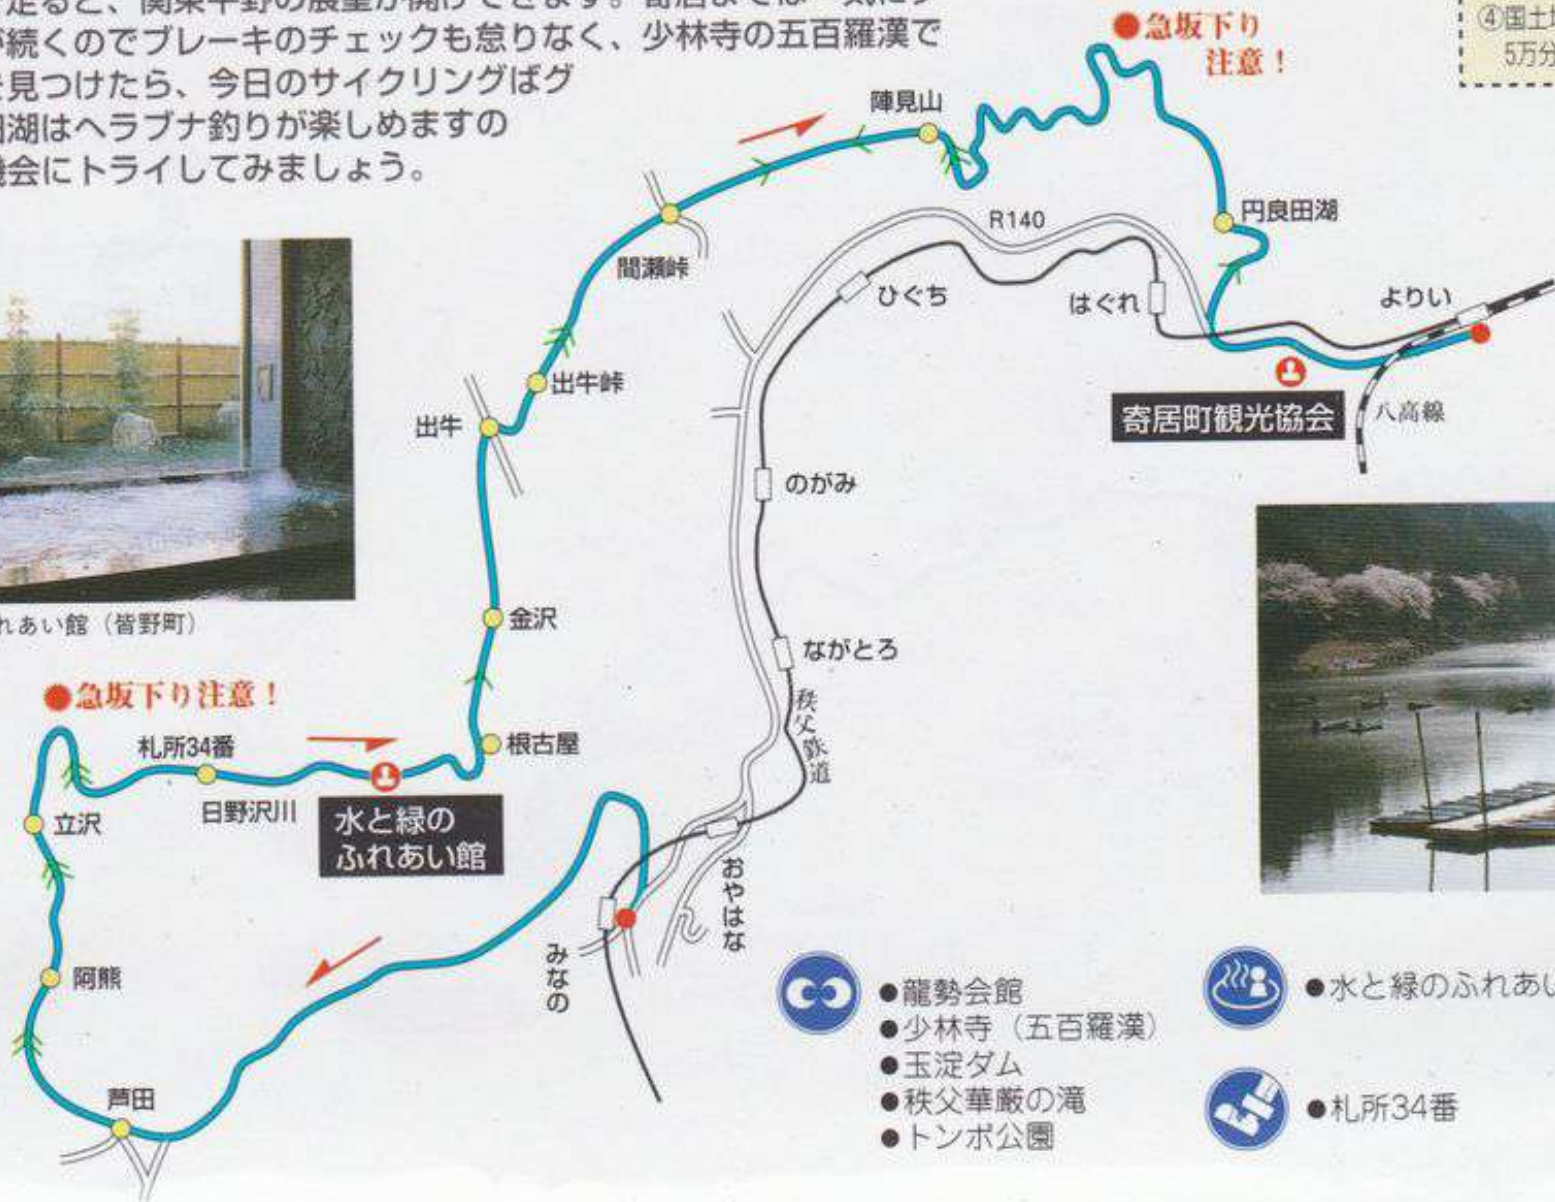 走ると、関東平野の展望が開けてきます。寄居までは一気に
続くのでブレーキのチェックも怠りなく、少林寺の五百羅漢で
見つけたら、今日のサイクリングばグ
湖はヘラブナ釣りが楽しめますの
会にトライしてみましょう。
④国土
5万分
●急坂下り
注意！
陣見山
円良田湖
R140
間瀬峠
ひぐち
はぐれ
よりい
出牛峠
出牛
寄居町観光協会
八高線
のがみ
れあい館（皆野町）
金沢
ながとろ
秩父鉄道
●急坂下り注意！
札所34番
根古屋
立沢
日野沢川
水と緑の
ふれあい館
おやはな
みなの
阿熊
芦田
●龍勢会館
●少林寺（五百羅漢）
●玉淀ダム
●秩父華厳の滝
●トンボ公園
●水と緑のふれあい
●札所34番